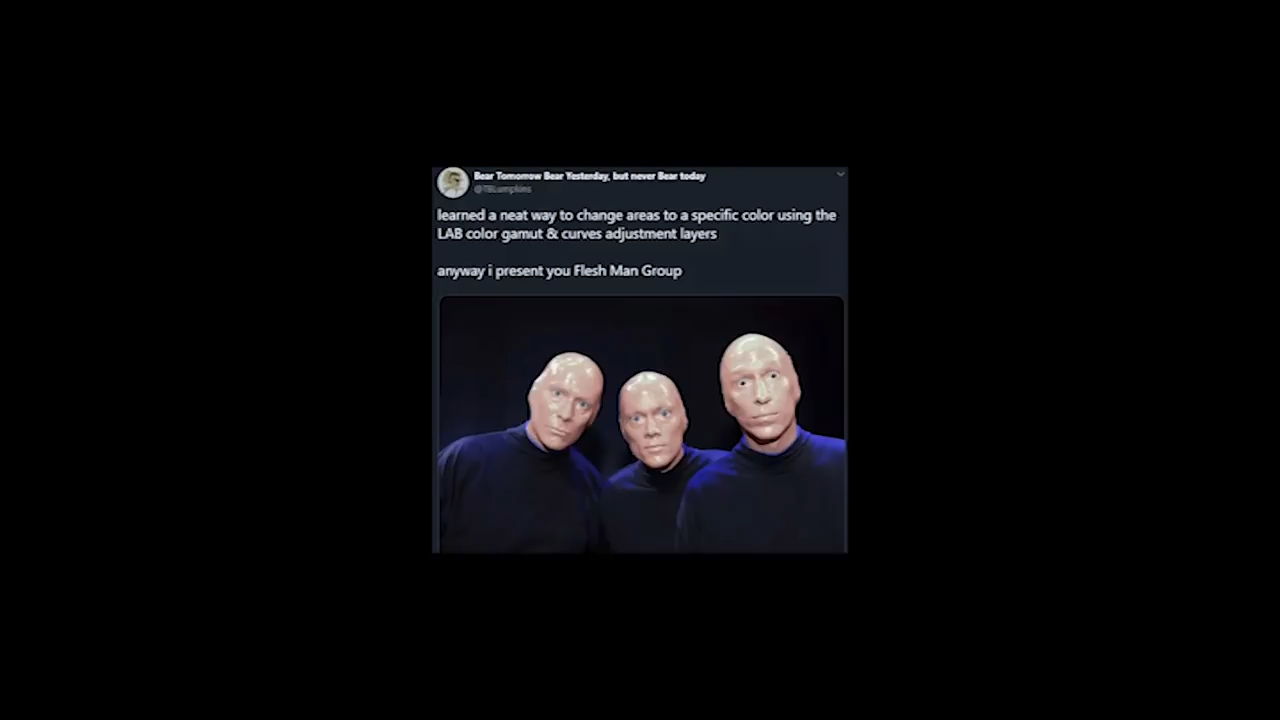 Bear Tomorrow Bear Yesterday, but never Bear today
@TBLumpkins
learned a neat way to change areas to a specific color using the
LAB color gamut & curves adjustment layers
anyway i present you Flesh Man Group